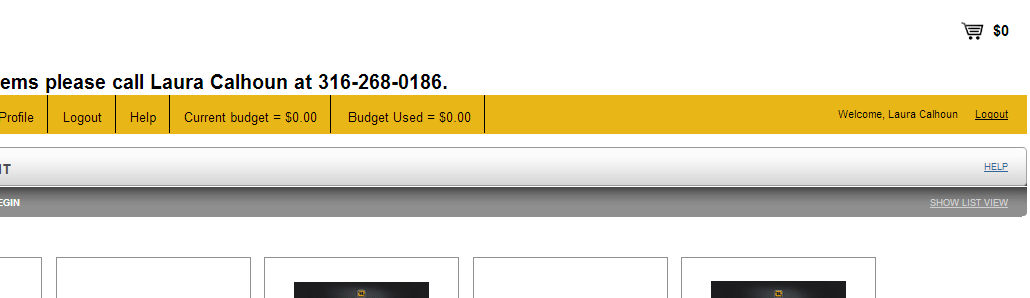 $0
ems please call Laura Calhoun at 316-268-0186.
Profile Logout Help Current budget = $0.00 Budget Used = $0.00 Welcome, Laura Calhoun Logout
HELP
EGIN SHOW LIST VIEW